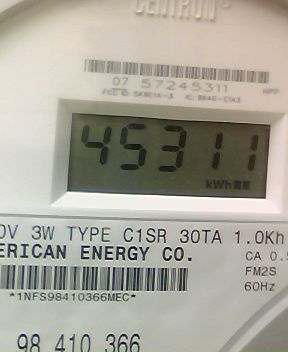 CENTRON®
07 57245311
45311
kWh
0V 3W TYPE C1SR 30TA 1.0Kh
ERICAN ENERGY CO. CA 0.5
FM2S
*1NFS98410366MEC* 60Hz
98 410 366